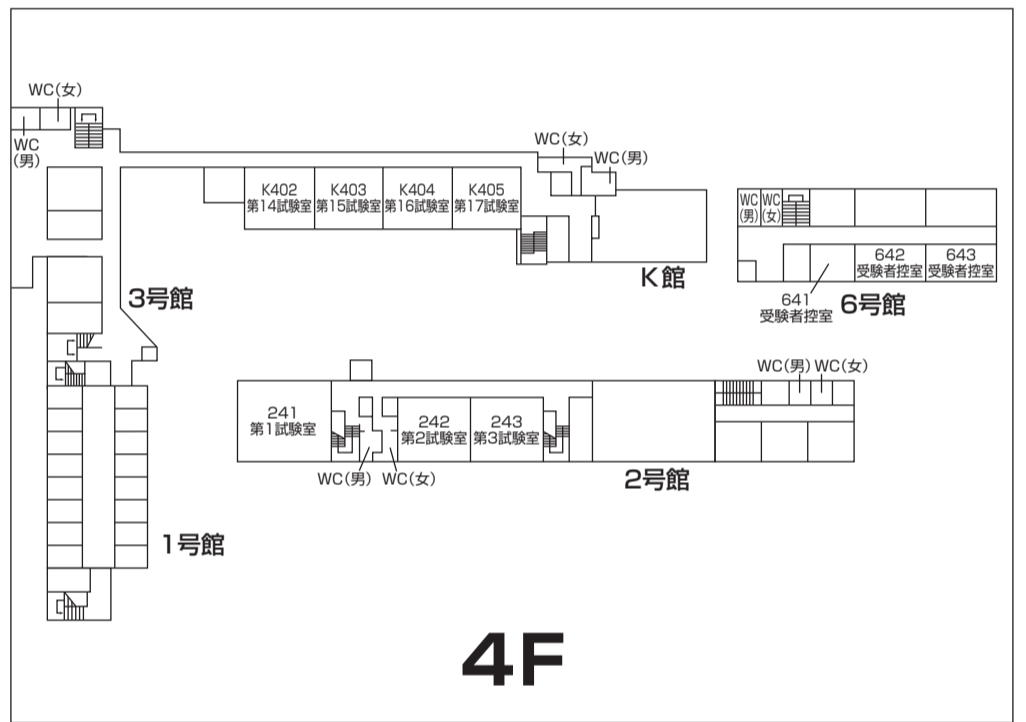 WC(女)
WC
(男)
K402
第14試験室
K403
第15試験室
K404
第16試験室
K405
第17試験室
WC(女)
WC(男)
K館
WC
(男)
WC
(女)
642
受験者控室
643
受験者控室
641
受験者控室
6号館
3号館
241
第1試験室
WC(男)
WC(女)
242
第2試験室
243
第3試験室
WC(男)
WC(女)
2号館
1号館
4F